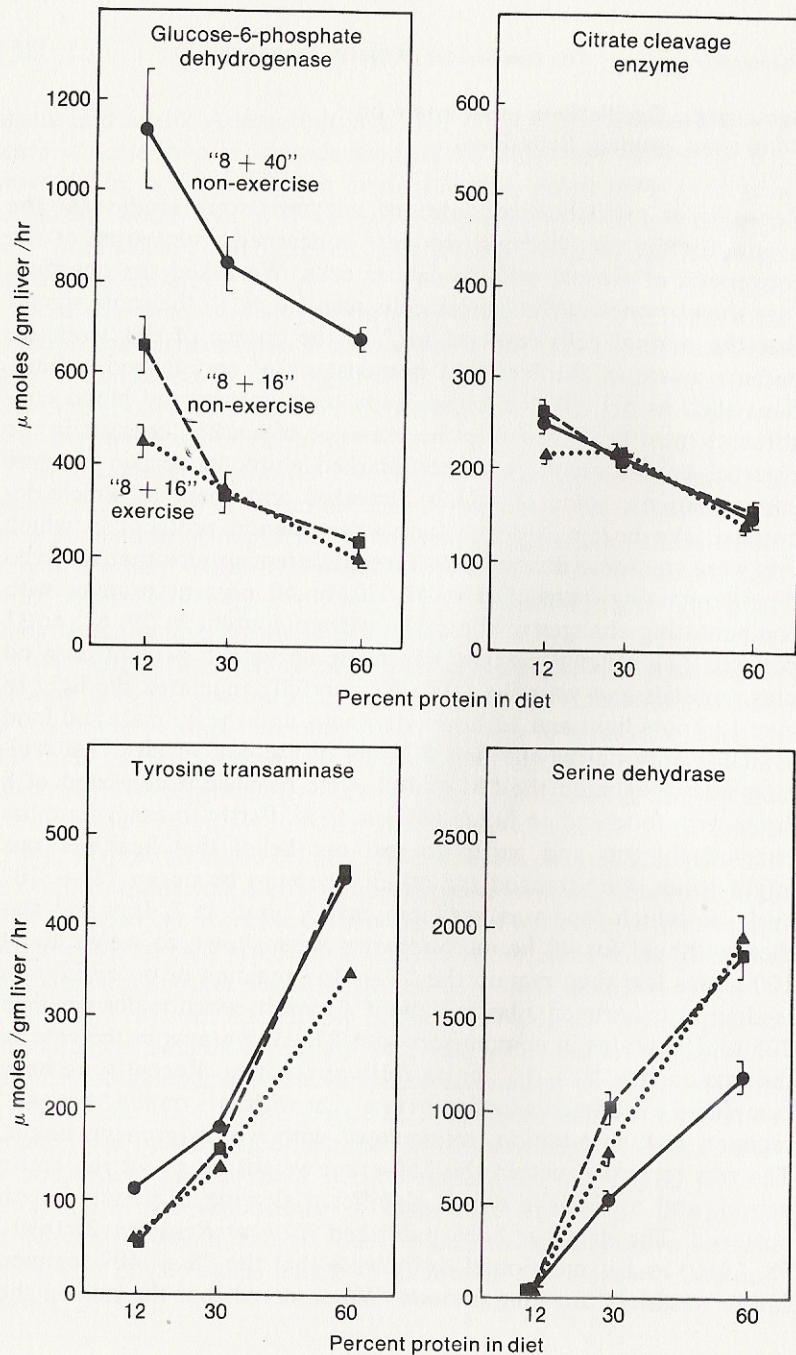 Glucose-6-phosphate
dehydrogenase
1200
1000
800
600
400
200
0
μ moles /gm liver /hr
"8 + 40"
non-exercise
"8 + 16"
non-exercise
"8 + 16"
exercise
12
30
60
Citrate cleavage
enzyme
600
500
400
300
200
100
0
12
30
60
Percent protein in diet
Tyrosine transaminase
500
400
300
200
100
0
μ moles /gm liver /hr
12
30
60
Serine dehydrase
2500
2000
1500
1000
500
0
12
30
60
Percent protein in diet